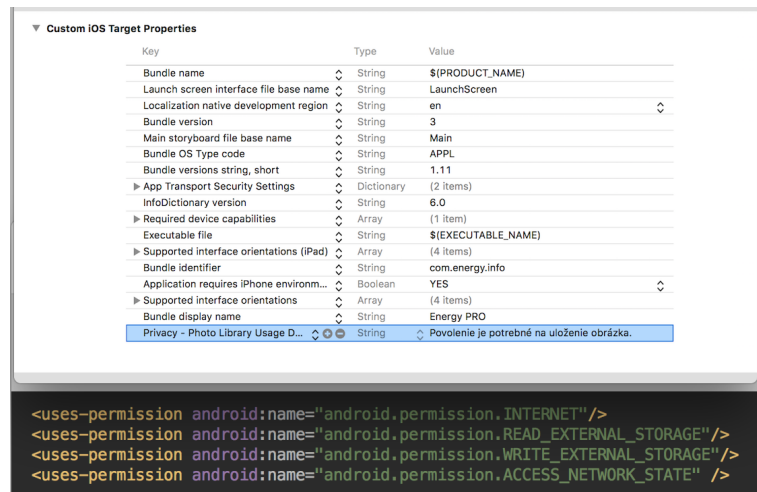 Custom iOS Target Properties
Key Type Value
Bundle name String $(PRODUCT_NAME)
Launch screen interface file base name String LaunchScreen
Localization native development region String en
Bundle version String 3
Main storyboard file base name String Main
Bundle OS Type code String APPL
Bundle versions string, short String 1.11
App Transport Security Settings Dictionary (2 items)
InfoDictionary version String 6.0
Required device capabilities Array (1 item)
Executable file String $(EXECUTABLE_NAME)
Supported interface orientations (iPad) Array (4 items)
Bundle identifier String com.energy.info
Application requires iPhone environm... Boolean YES
Supported interface orientations Array (4 items)
Bundle display name String Energy PRO
Privacy - Photo Library Usage D... String Povolenie je potrebné na uloženie obrázka.
<uses-permission android:name="android.permission.INTERNET"/>
<uses-permission android:name="android.permission.READ_EXTERNAL_STORAGE"/>
<uses-permission android:name="android.permission.WRITE_EXTERNAL_STORAGE"/>
<uses-permission android:name="android.permission.ACCESS_NETWORK_STATE" />